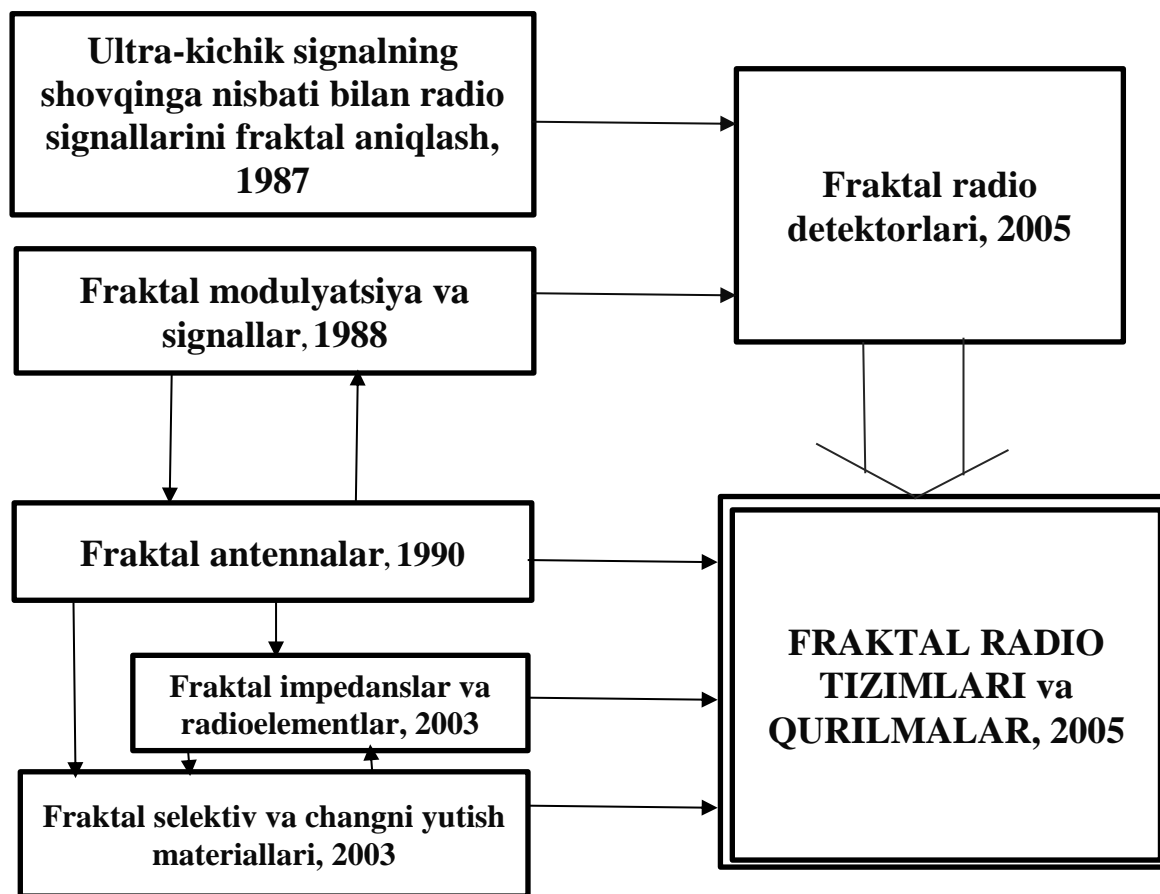 Ultra-kichik signalning
shovqinga nisbati bilan radio
signallarini fraktal aniqlash,
1987
Fraktal radio
detektorlari, 2005
Fraktal modulyatsiya va
signallar, 1988
Fraktal antennalar, 1990
Fraktal impedanslar va
radioelementlar, 2003
FRAKTAL RADIO
TIZIMLARI va
QURILMALAR, 2005
Fraktal selektiv va changni yutish
materiallari, 2003